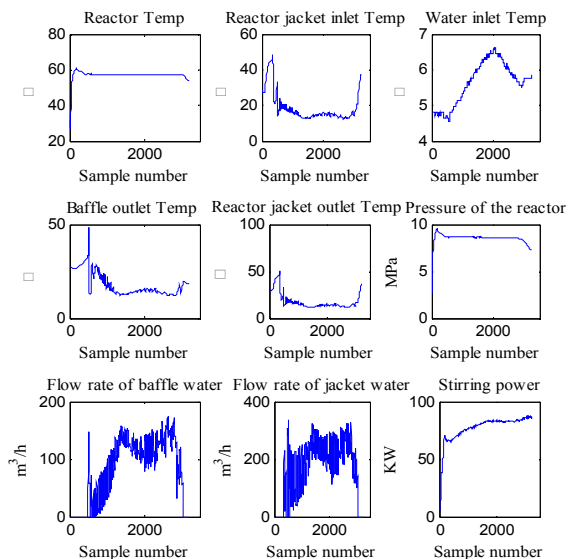 Reactor Temp
80
60
40
20
0
2000
□
Sample number
Reactor jacket inlet Temp
60
40
20
0
0
2000
□
Sample number
Water inlet Temp
7
6
5
4
0
2000
□
Sample number
Baffle outlet Temp
50
0
0
2000
□
Sample number
Reactor jacket outlet Temp
100
50
0
0
2000
□
Sample number
Pressure of the reactor
10
5
0
0
2000
MPa
Sample number
Flow rate of baffle water
200
100
0
0
2000
m³/h
Sample number
Flow rate of jacket water
400
200
0
0
2000
m³/h
Sample number
Stirring power
100
50
0
0
2000
KW
Sample number